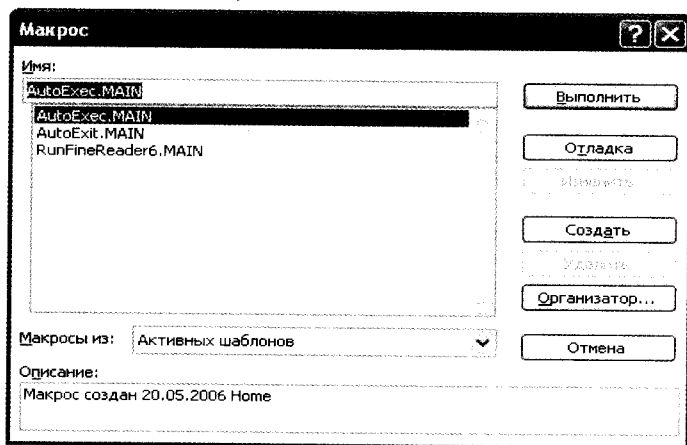 Макрос
Имя:
AutoExec.MAIN
AutoExec.MAIN
AutoExit.MAIN
RunFineReader6.MAIN
Выполнить
Отладка
Изменить
Создать
Удалить
Организатор...
Макросы из:
Активных шаблонов
Отмена
Описание:
Макрос создан 20.05.2006 Home